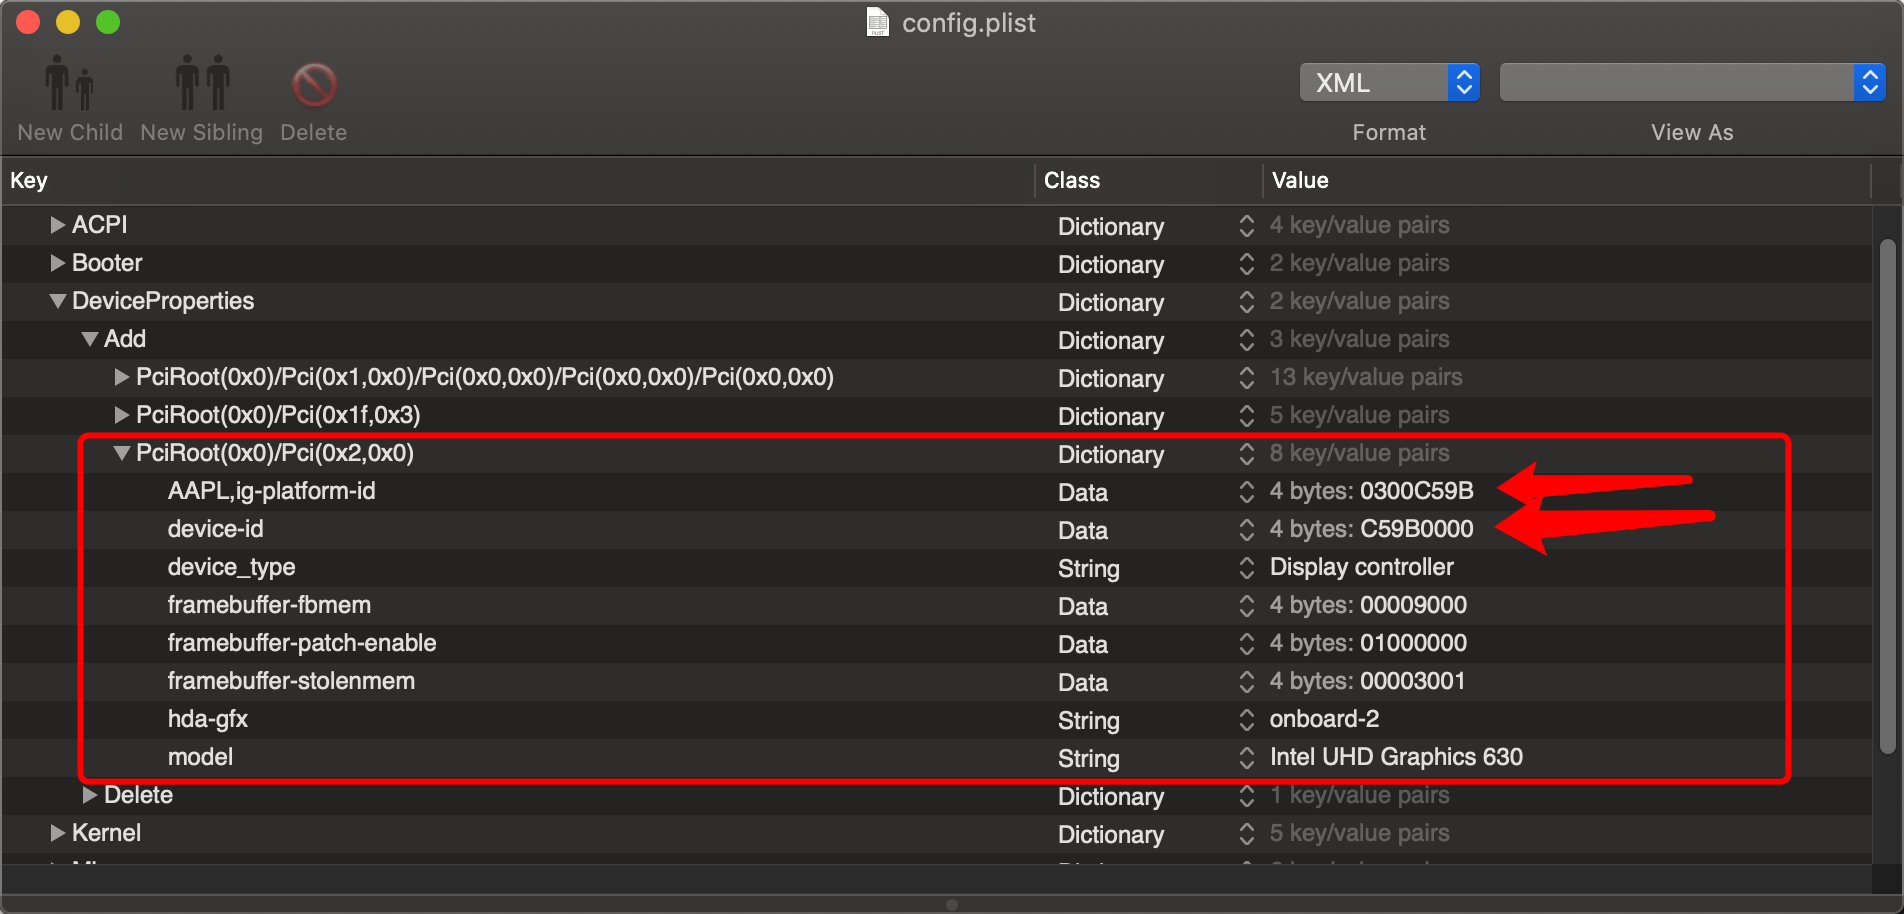 config.plist
New Child New Sibling Delete
XML
Format View As
Key Class Value
ACPI Dictionary 4 key/value pairs
Booter Dictionary 2 key/value pairs
DeviceProperties Dictionary 2 key/value pairs
Add Dictionary 3 key/value pairs
PciRoot(0x0)/Pci(0x1,0x0)/Pci(0x0,0x0)/Pci(0x0,0x0)/Pci(0x0,0x0) Dictionary 13 key/value pairs
PciRoot(0x0)/Pci(0x1f,0x3) Dictionary 5 key/value pairs
PciRoot(0x0)/Pci(0x2,0x0) Dictionary 8 key/value pairs
AAPL,ig-platform-id Data 4 bytes: 0300C59B
device-id Data 4 bytes: C59B0000
device_type String Display controller
framebuffer-fbmem Data 4 bytes: 00009000
framebuffer-patch-enable Data 4 bytes: 01000000
framebuffer-stolenmem Data 4 bytes: 00003001
hda-gfx String onboard-2
model String Intel UHD Graphics 630
Delete Dictionary 1 key/value pairs
Kernel Dictionary 5 key/value pairs